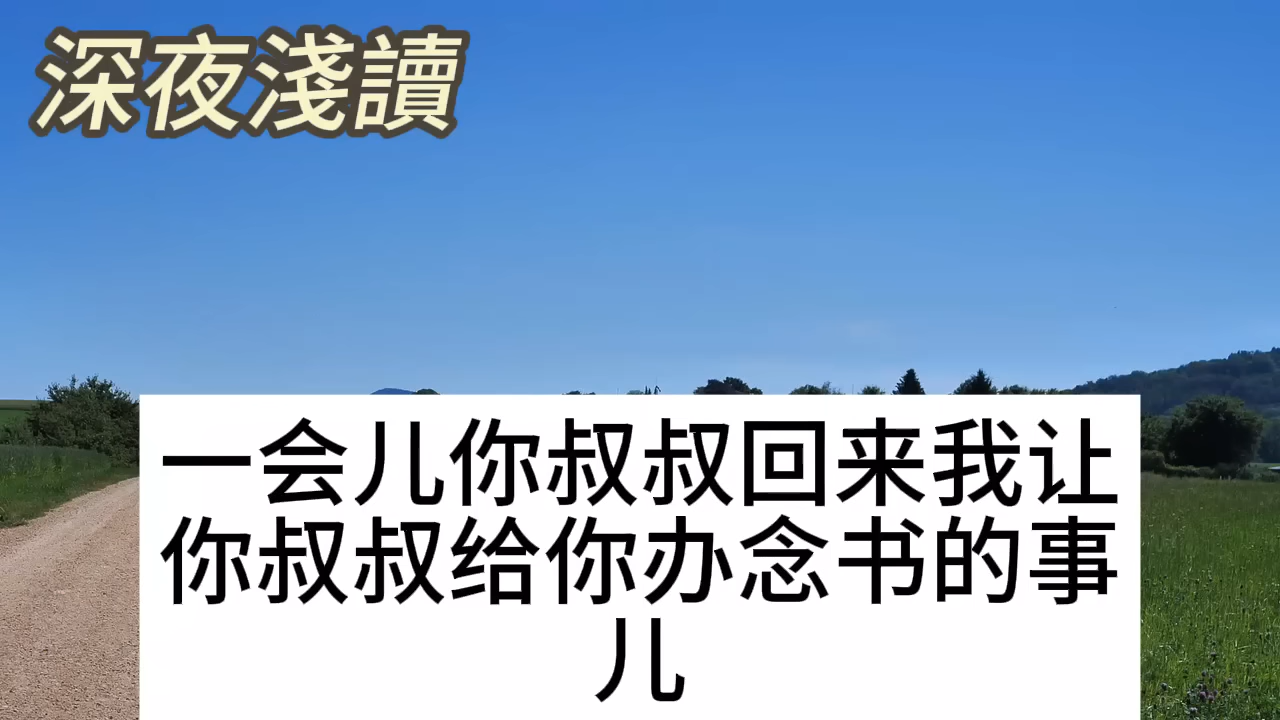 深夜淺讀
一会儿你叔叔回来我让
你叔叔给你办念书的事
儿